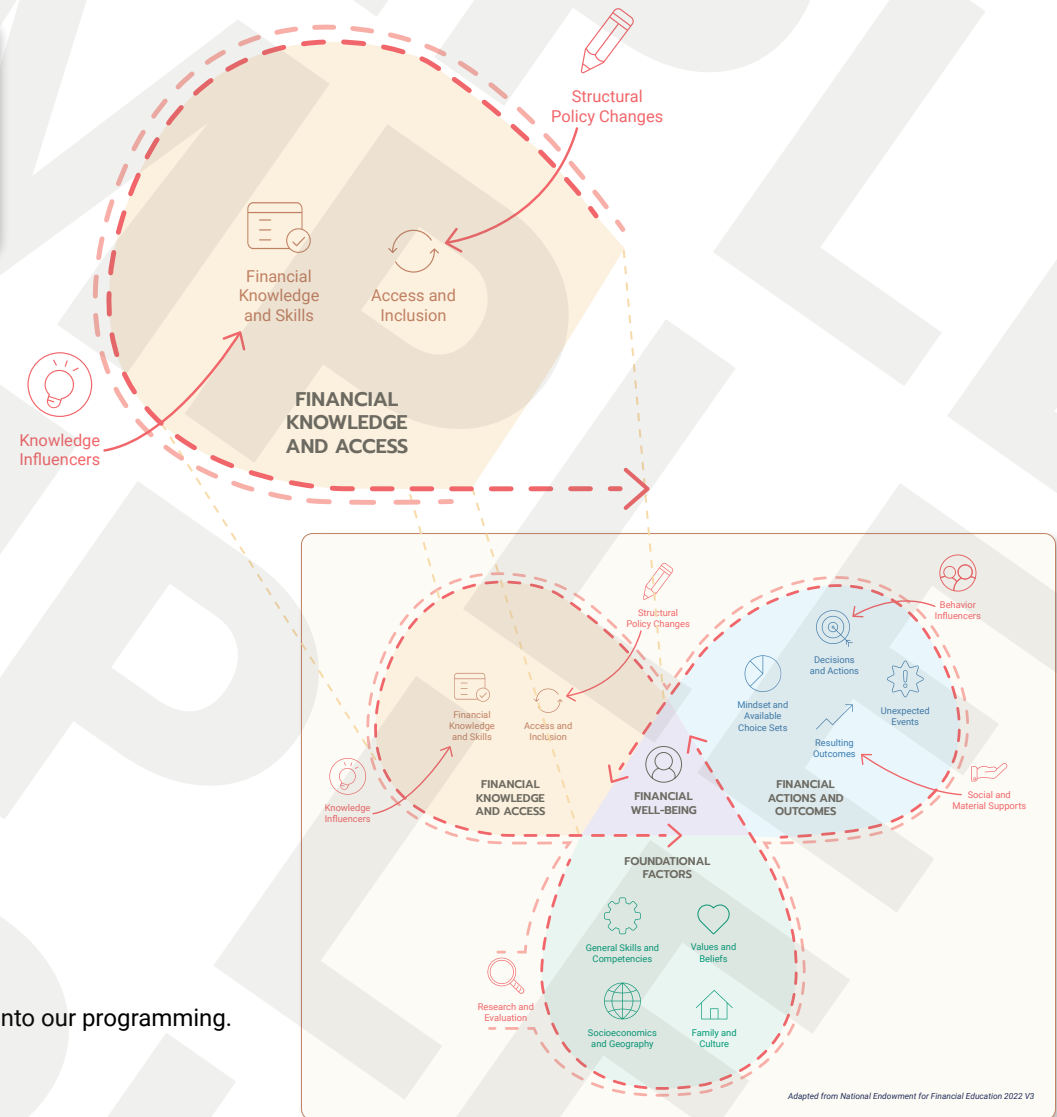 Structural
Policy Changes
Financial
Knowledge
and Skills
Access and
Inclusion
FINANCIAL
KNOWLEDGE
AND ACCESS
Knowledge
Influencers
Structural
Policy Changes
Behavior
Influencers
Decisions
and Actions
Mindset and
Available
Choice Sets
Unexpected
Events
Resulting
Outcomes
Financial
Knowledge
and Skills
Access and
Inclusion
FINANCIAL
KNOWLEDGE
AND ACCESS
Knowledge
Influencers
FINANCIAL
WELL-BEING
FINANCIAL
ACTIONS AND
OUTCOMES
Social and
Material Supports
FOUNDATIONAL
FACTORS
General Skills and
Competencies
Values and
Beliefs
Research and
Evaluation
Socioeconomics
and Geography
Family and
Culture
nto our programming.
Adapted from National Endowment for Financial Education 2022 V3